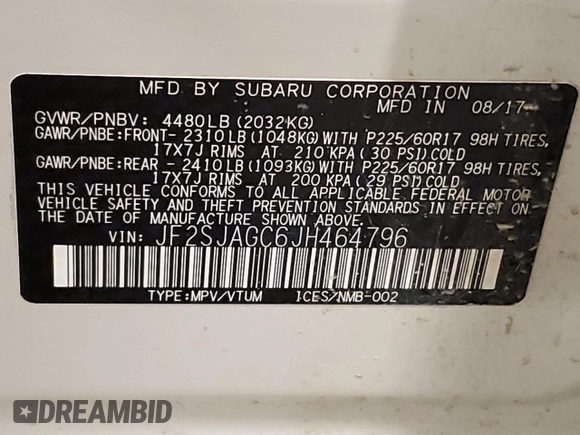 MFD BY SUBARU CORPORATION
MFD IN 08/17
GVWR/PNBV: 4480LB(2032KG)
GAWR/PNBE:FRONT- 2310LB(1048KG)WITH P225/60R17 98H TIRES,
17X7J RIMS AT 210 KPA(30 PSI)COLD
GAWR/PNBE:REAR -2410LB(1093KG)WITH P225/60R17 98H TIRES,
17X7J RIMS AT 200 KPA(29 PSI)COLD
THIS VEHICLE CONFORMS TO ALL APPLICABLE FEDERAL MOTOR
VEHICLE SAFETY AND THEFT PREVENTION STANDARDS IN EFFECT ON
THE DATE OF MANUFACTURE SHOWN ABOVE.
VIN: JF2SJAGC6JH464796
TYPE:MPV/VTUM ICES/NMB-002
DREAMBID